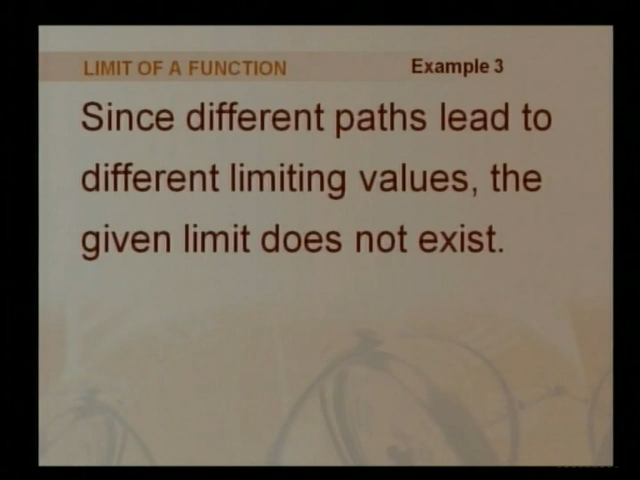 LIMIT OF A FUNCTION Example 3
Since different paths lead to
different limiting values, the
given limit does not exist.